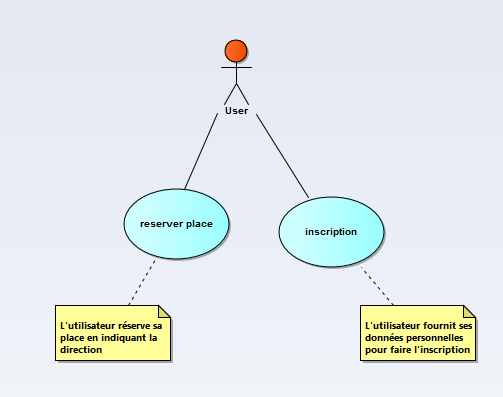 User
reserver place
inscription
L'utilisateur réserve sa
place en indiquant la
direction
L'utilisateur fournit ses
données personnelles
pour faire l'inscription